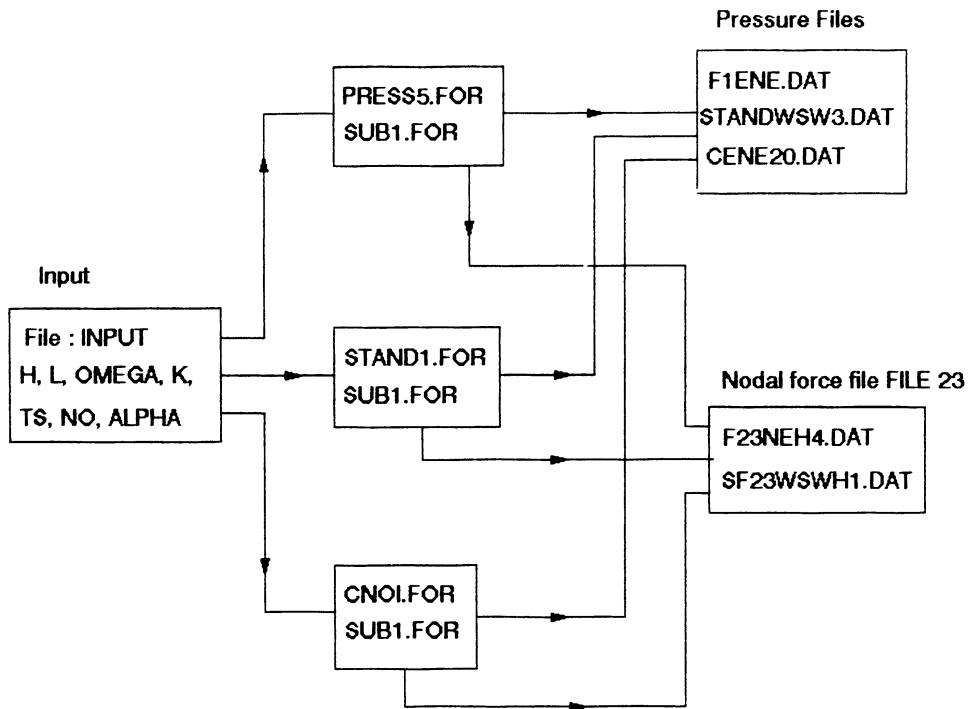 Pressure Files
F1ENE.DAT
STANDWSW3.DAT
CENE20.DAT
PRESS5.FOR
SUB1.FOR
Input
File : INPUT
H, L, OMEGA, K,
TS, NO, ALPHA
STAND1.FOR
SUB1.FOR
Nodal force file FILE 23
F23NEH4.DAT
SF23WSWH1.DAT
CNOI.FOR
SUB1.FOR